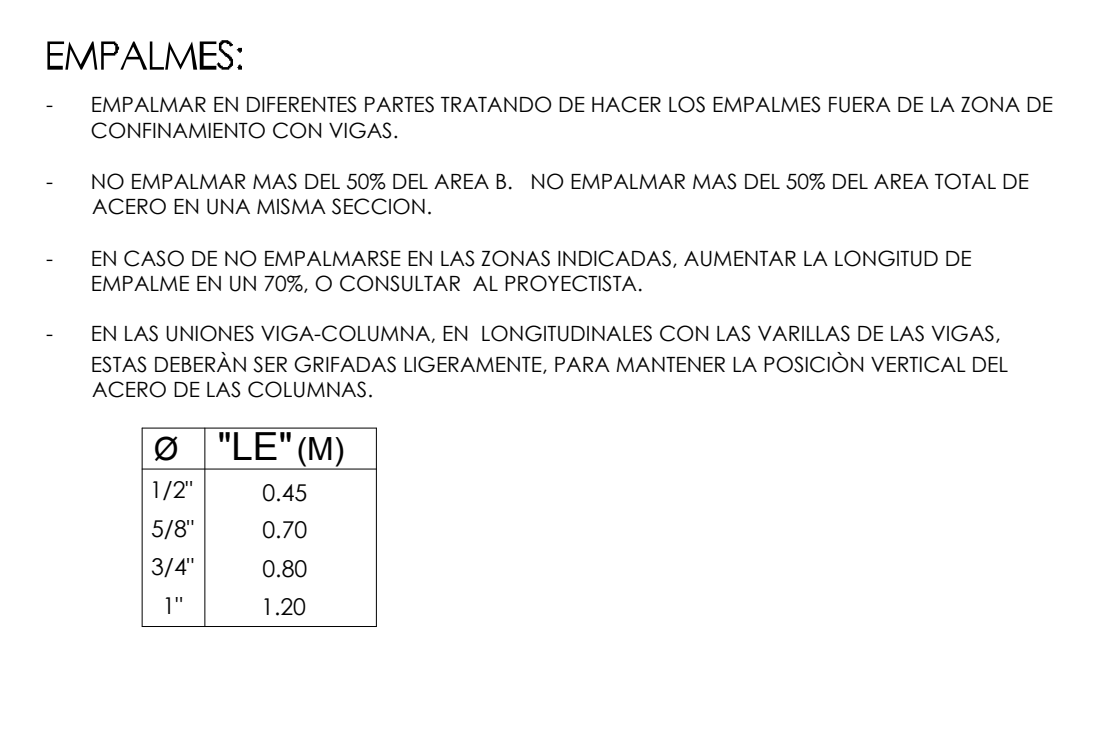 EMPALMES:
- EMPALMAR EN DIFERENTES PARTES TRATANDO DE HACER LOS EMPALMES FUERA DE LA ZONA DE
CONFINAMIENTO CON VIGAS.
- NO EMPALMAR MAS DEL 50% DEL AREA B. NO EMPALMAR MAS DEL 50% DEL AREA TOTAL DE
ACERO EN UNA MISMA SECCION.
- EN CASO DE NO EMPALMARSE EN LAS ZONAS INDICADAS, AUMENTAR LA LONGITUD DE
EMPALME EN UN 70%, O CONSULTAR AL PROYECTISTA.
- EN LAS UNIONES VIGA-COLUMNA, EN LONGITUDINALES CON LAS VARILLAS DE LAS VIGAS,
ESTAS DEBERÀN SER GRIFADAS LIGERAMENTE, PARA MANTENER LA POSICIÒN VERTICAL DEL
ACERO DE LAS COLUMNAS.
Ø "LE" (M)
1/2" 0.45
5/8" 0.70
3/4" 0.80
1" 1.20